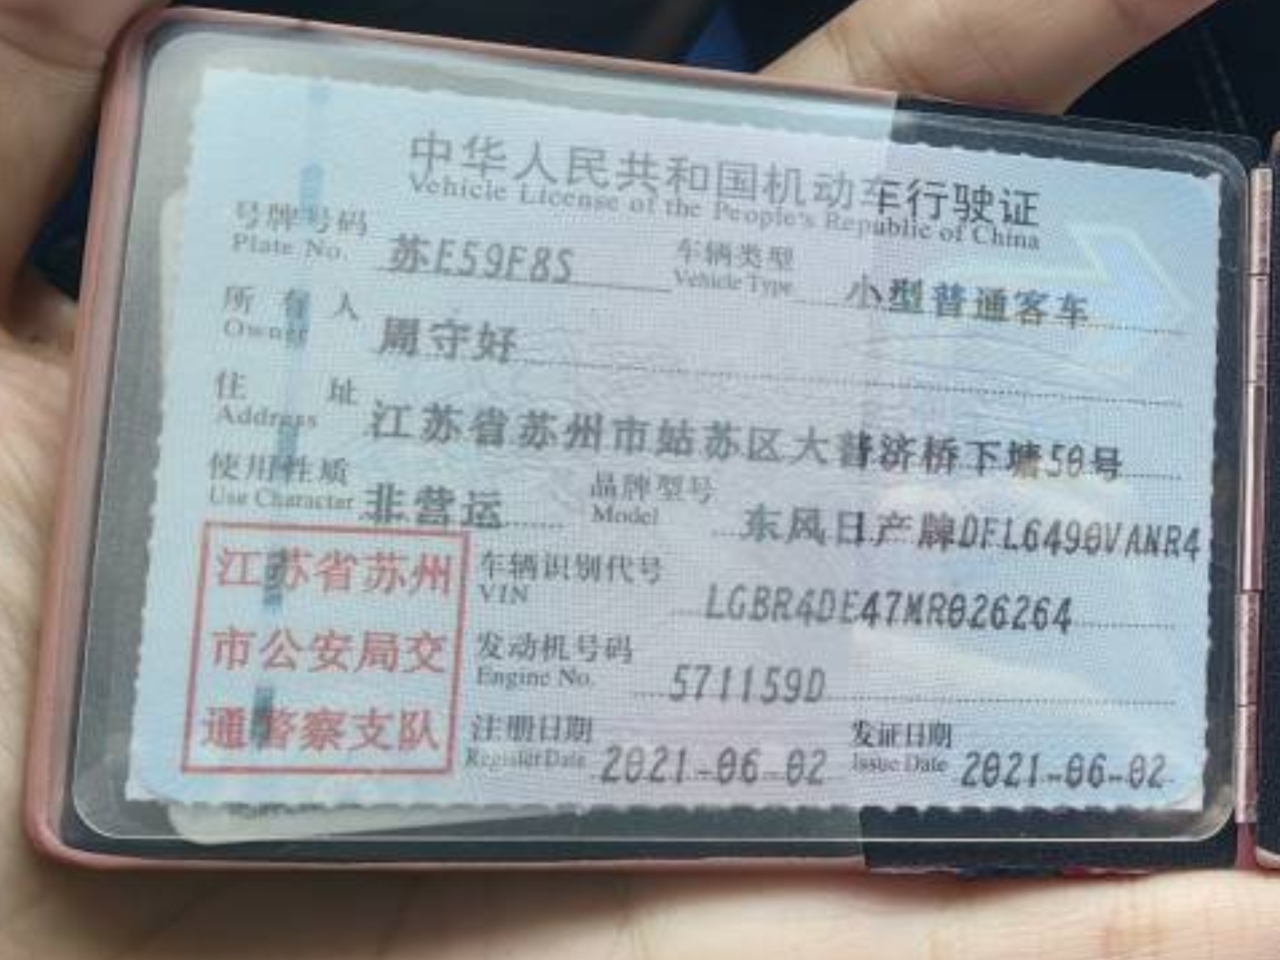 中华人民共和国机动车行驶证
Vehicle License of the People's Republic of China
号牌号码 苏E59F8S 车辆类型 小型普通客车
Plate No. Vehicle Type
所有人 周守好
Owner
住址 江苏省苏州市姑苏区大普济桥下塘50号
Address
使用性质 非营运 品牌型号 东风日产牌DFL6490VANR4
Use Character Model
江苏省苏州
市公安局交
通警察支队
车辆识别代号 LGBR4DE47MR026264
VIN
发动机号码 571159D
Engine No.
注册日期 2021-06-02 发证日期 2021-06-02
Register Date Issue Date